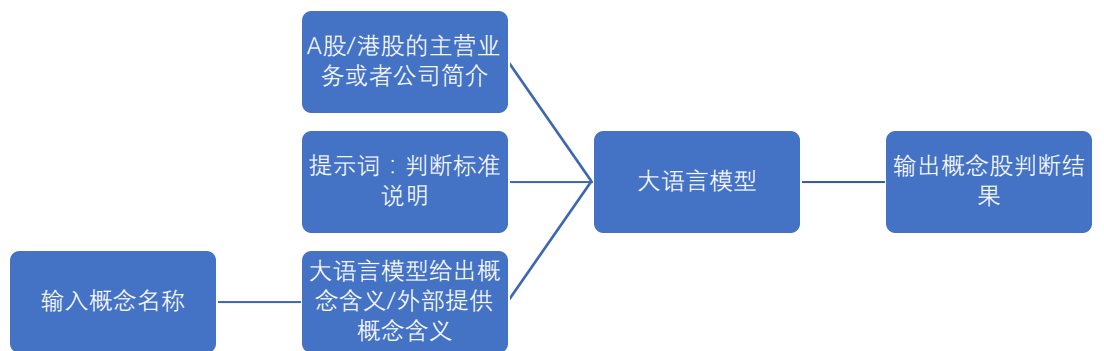 A股/港股的主营业
务或者公司简介
提示词：判断标准
说明
大语言模型
输出概念股判断结
果
输入概念名称
大语言模型给出概
念含义/外部提供
概念含义